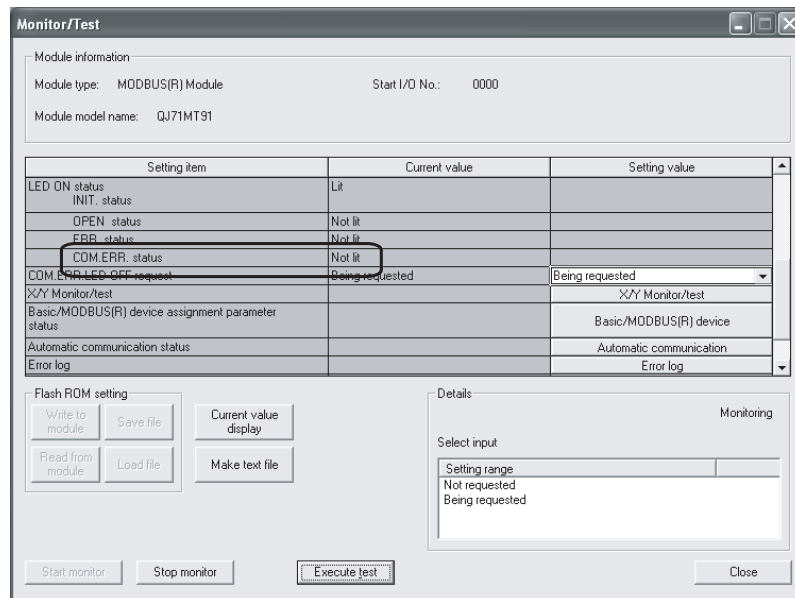 Monitor/Test
Module information
Module type: MODBUS(R) Module Start I/O No.: 0000
Module model name: QJ71MT91
Setting item Current value Setting value
LED ON status Lit
INIT. status
OPEN status Not lit
ERR. status Not lit
COM.ERR. status Not lit
COM.ERR.LED OFF request Being requested Being requested
X/Y Monitor/test X/Y Monitor/test
Basic/MODBUS(R) device assignment parameter
status Basic/MODBUS(R) device
Automatic communication status Automatic communication
Error log Error log
Flash ROM setting
Write to
module
Save file
Current value
display
Read from
module
Load file
Make text file
Details
Monitoring
Select input
Setting range
Not requested
Being requested
Start monitor Stop monitor Execute test Close